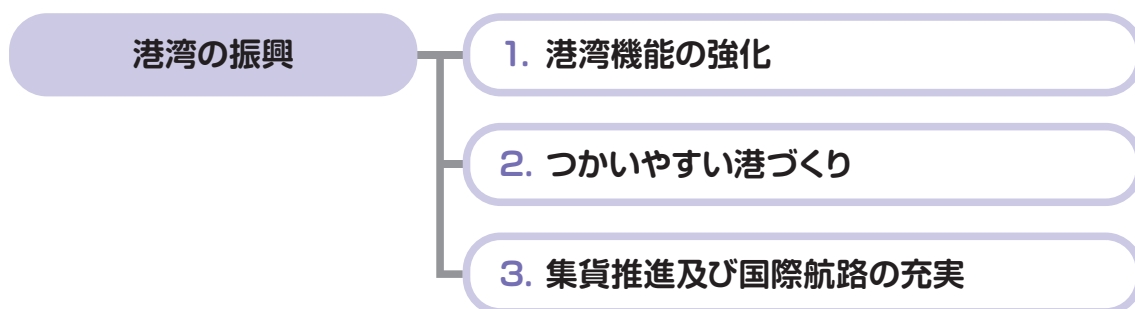 港湾の振興
1. 港湾機能の強化
2. つかいやすい港づくり
3. 集貨推進及び国際航路の充実